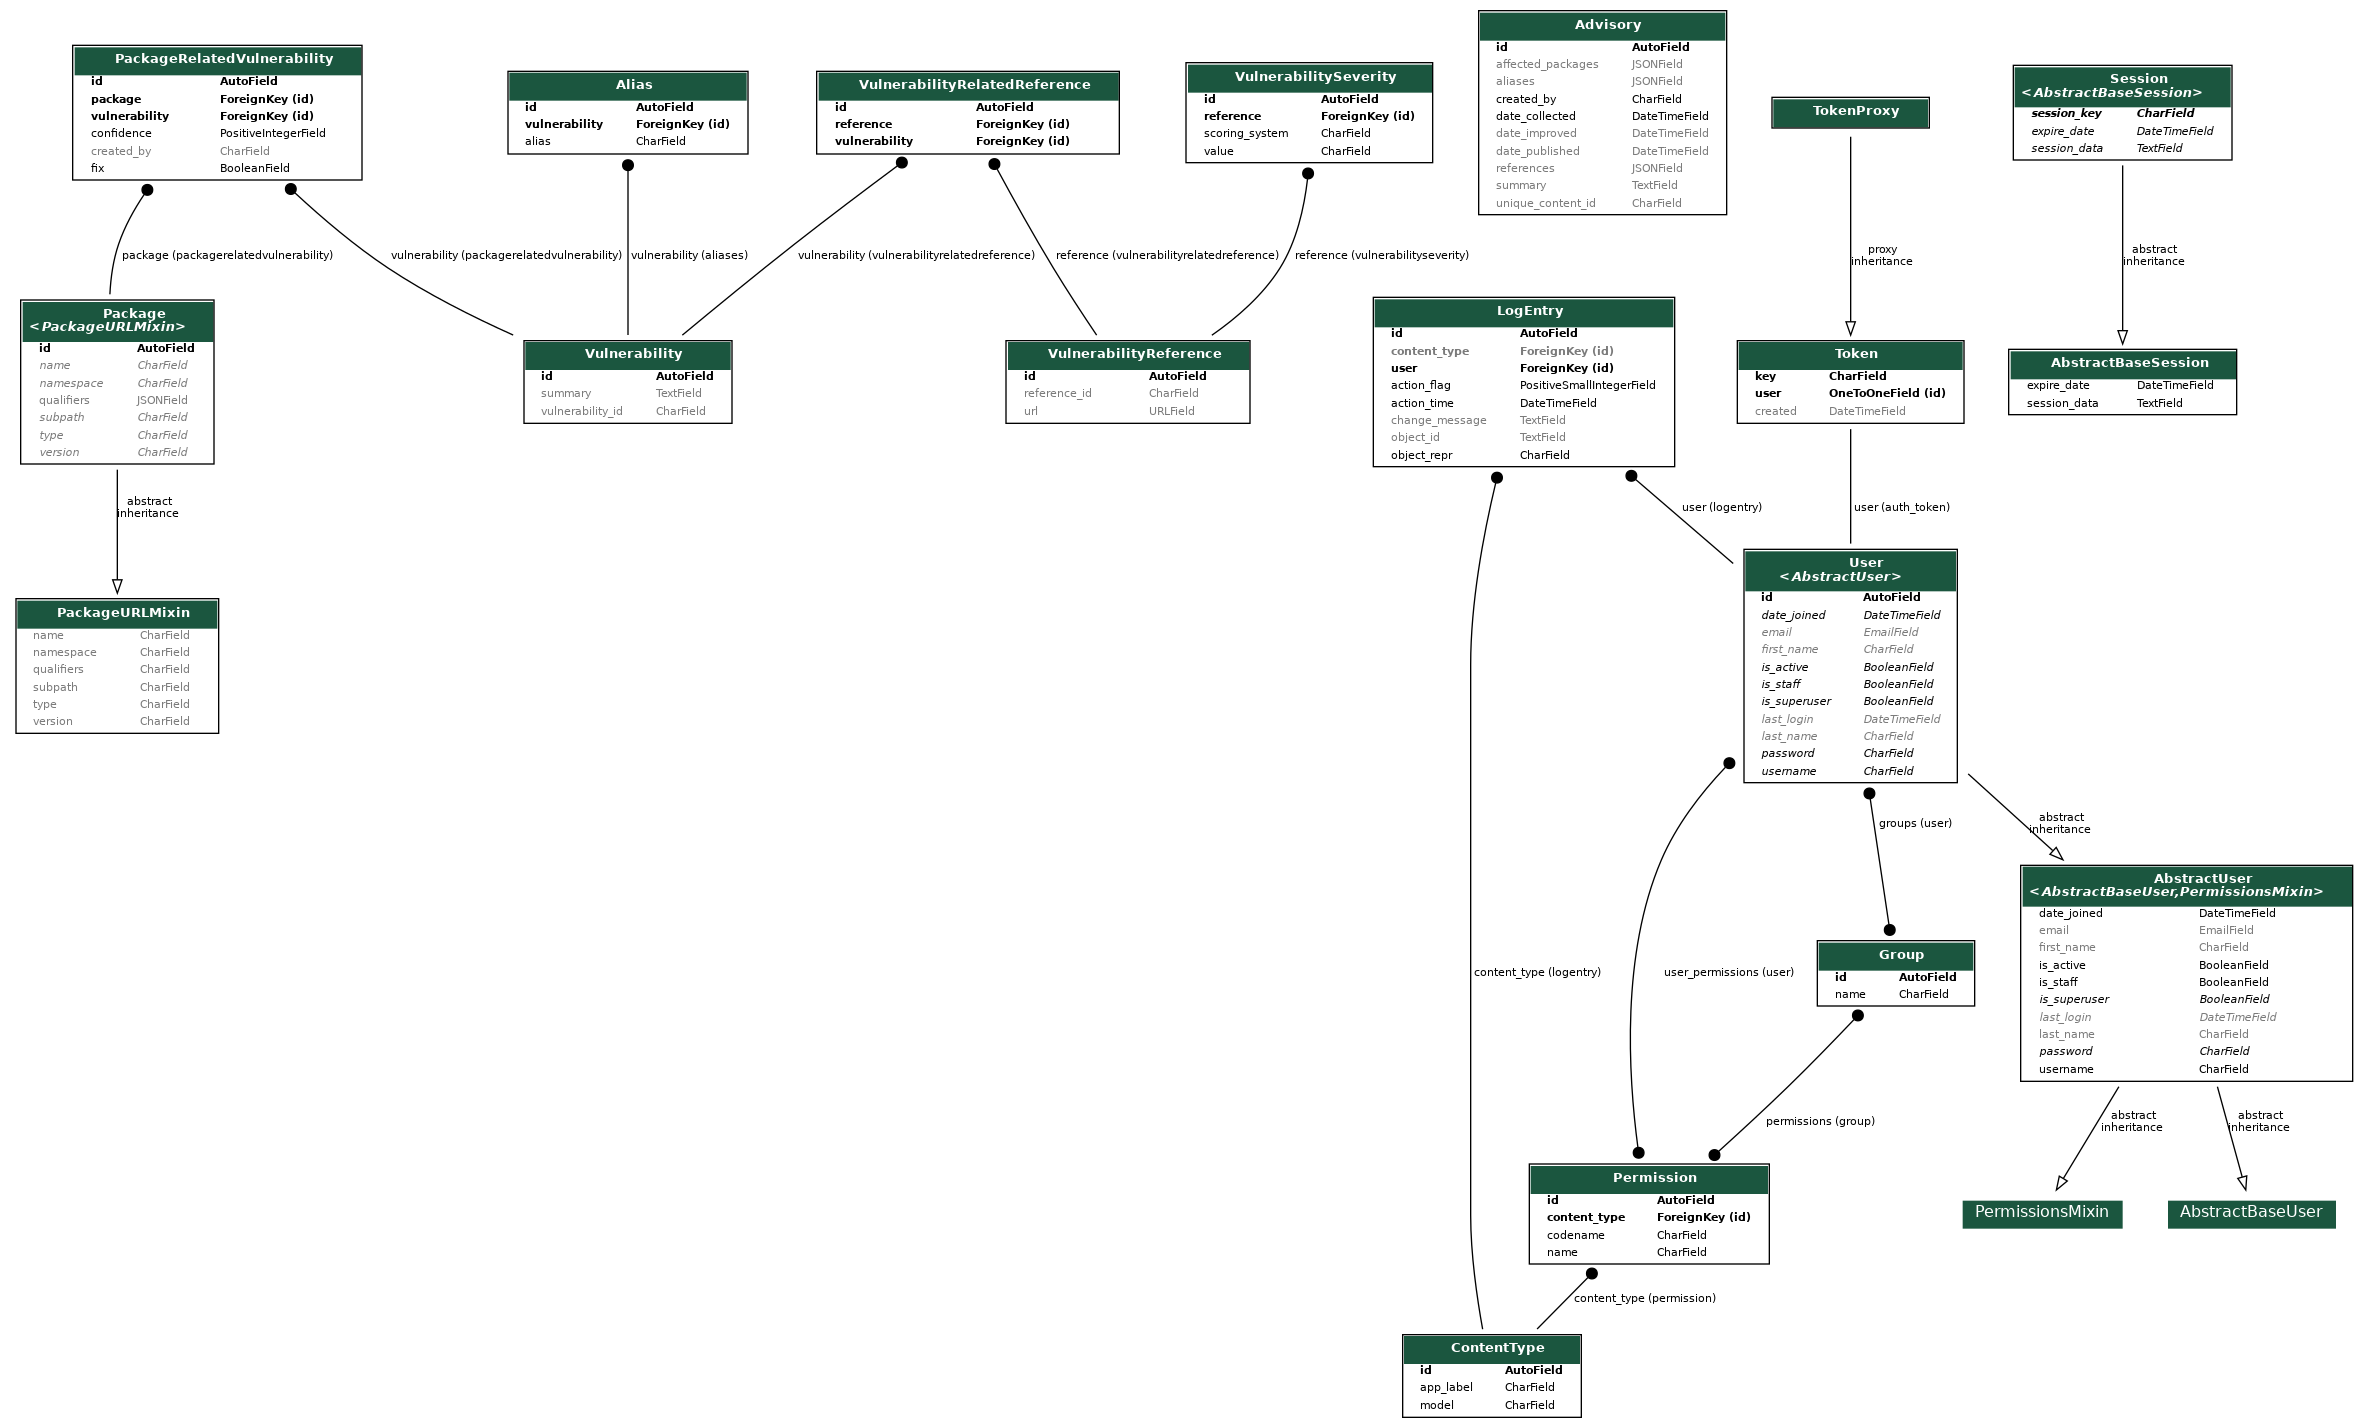 PackageRelatedVulnerability
id AutoField
package ForeignKey (id)
vulnerability ForeignKey (id)
confidence PositiveIntegerField
created_by CharField
fix BooleanField
Alias
id AutoField
vulnerability ForeignKey (id)
alias CharField
VulnerabilityRelatedReference
id AutoField
reference ForeignKey (id)
vulnerability ForeignKey (id)
VulnerabilitySeverity
id AutoField
reference ForeignKey (id)
scoring_system CharField
value CharField
Advisory
id AutoField
affected_packages JSONField
aliases JSONField
created_by CharField
date_collected DateTimeField
date_improved DateTimeField
date_published DateTimeField
references JSONField
summary TextField
unique_content_id CharField
TokenProxy
Session
<AbstractBaseSession>
session_key CharField
expire_date DateTimeField
session_data TextField
package (packagerelatedvulnerability)
vulnerability (packagerelatedvulnerability)
vulnerability (aliases)
vulnerability (vulnerabilityrelatedreference)
reference (vulnerabilityrelatedreference)
reference (vulnerabilityseverity)
proxy
inheritance
abstract
inheritance
Package
<PackageURLMixin>
id AutoField
name CharField
namespace CharField
qualifiers JSONField
subpath CharField
type CharField
version CharField
Vulnerability
id AutoField
summary TextField
vulnerability_id CharField
VulnerabilityReference
id AutoField
reference_id CharField
url URLField
LogEntry
id AutoField
content_type ForeignKey (id)
user ForeignKey (id)
action_flag PositiveSmallIntegerField
action_time DateTimeField
change_message TextField
object_id TextField
object_repr CharField
Token
key CharField
user OneToOneField (id)
created DateTimeField
AbstractBaseSession
expire_date DateTimeField
session_data TextField
abstract
inheritance
user (logentry)
user (auth_token)
PackageURLMixin
name CharField
namespace CharField
qualifiers CharField
subpath CharField
type CharField
version CharField
User
<AbstractUser>
id AutoField
date_joined DateTimeField
email EmailField
first_name CharField
is_active BooleanField
is_staff BooleanField
is_superuser BooleanField
last_login DateTimeField
last_name CharField
password CharField
username CharField
groups (user)
abstract
inheritance
AbstractUser
<AbstractBaseUser,PermissionsMixin>
date_joined DateTimeField
email EmailField
first_name CharField
is_active BooleanField
is_staff BooleanField
is_superuser BooleanField
last_login DateTimeField
last_name CharField
password CharField
username CharField
content_type (logentry)
user_permissions (user)
Group
id AutoField
name CharField
permissions (group)
abstract
inheritance
abstract
inheritance
Permission
id AutoField
content_type ForeignKey (id)
codename CharField
name CharField
PermissionsMixin
AbstractBaseUser
content_type (permission)
ContentType
id AutoField
app_label CharField
model CharField